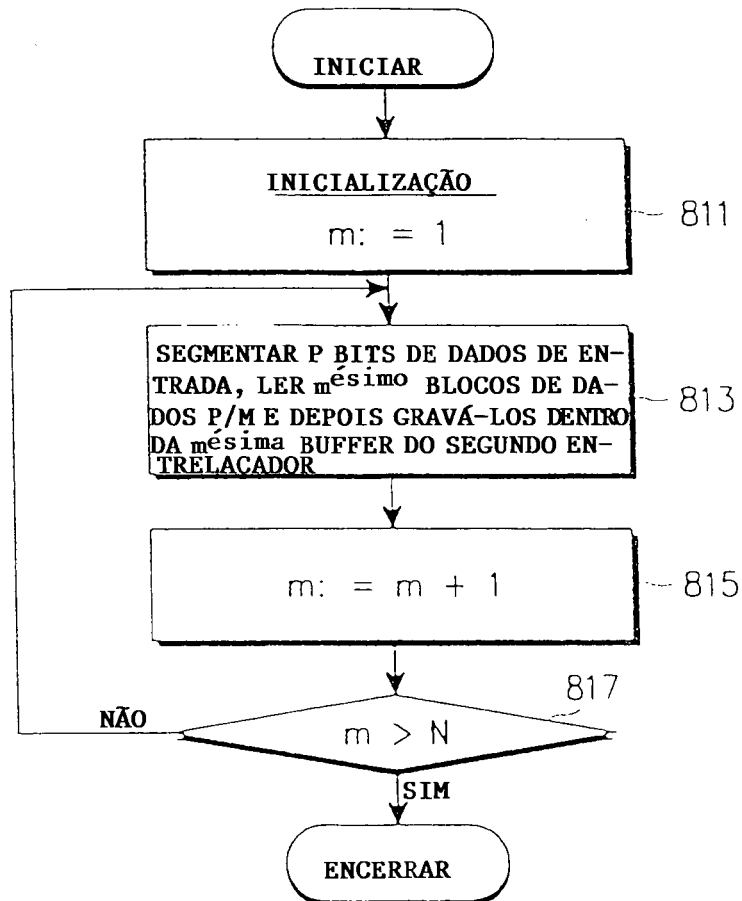 INICIAR
INICIALIZAÇÃO
m: = 1
811
SEGMENTAR P BITS DE DADOS DE EN-
TRADA, LER mésimo BLOCOS DE DA-
DOS P/M E DEPOIS GRAVÁ-LOS DENTRO
DA mésima BUFFER DO SEGUNDO EN-
TRELAÇADOR
813
m: = m + 1
815
817
NÃO
m > N
SIM
ENCERRAR